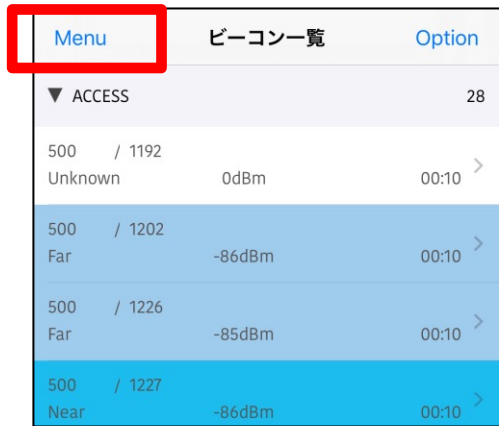 Menu ビーコン一覧 Option
▼ ACCESS 28
500 / 1192
Unknown 0dBm 00:10
500 / 1202
Far -86dBm 00:10
500 / 1226
Far -85dBm 00:10
500 / 1227
Near -86dBm 00:10